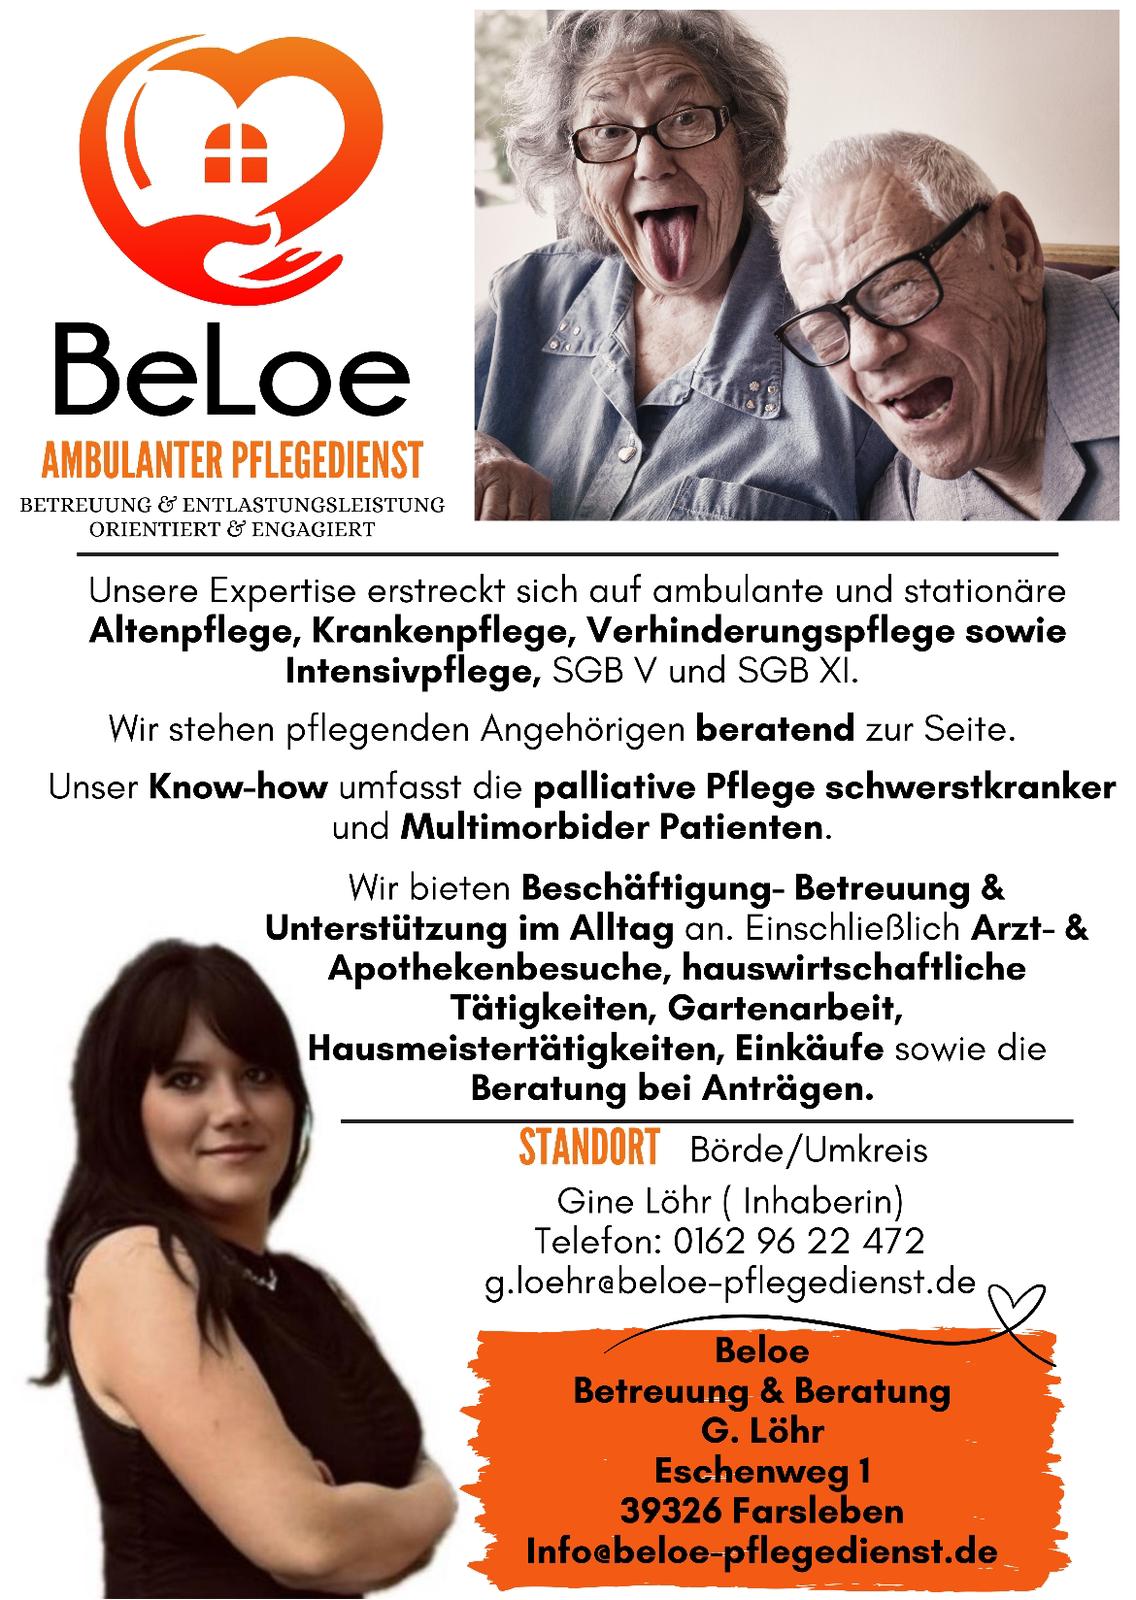 BeLoe
AMBULANTER PFLEGEDIENST
BETREUUNG & ENTLASTUNGSLEISTUNG
ORIENTIERT & ENGAGIERT
Unsere Expertise erstreckt sich auf ambulante und stationäre
Altenpflege, Krankenpflege, Verhinderungspflege sowie
Intensivpflege, SGB V und SGB XI.
Wir stehen pflegenden Angehörigen beratend zur Seite.
Unser Know-how umfasst die palliative Pflege schwerstkranker
und Multimorbider Patienten.
Wir bieten Beschäftigung- Betreuung &
Unterstützung im Alltag an. Einschließlich Arzt- &
Apothekenbesuche, hauswirtschaftliche
Tätigkeiten, Gartenarbeit,
Hausmeistertätigkeiten, Einkäufe sowie die
Beratung bei Anträgen.
STANDORT Börde/Umkreis
Gine Löhr ( Inhaberin)
Telefon: 0162 96 22 472
g.loehr@beloe-pflegedienst.de
Beloe
Betreuung & Beratung
G. Löhr
Eschenweg 1
39326 Farsleben
Info@beloe-pflegedienst.de